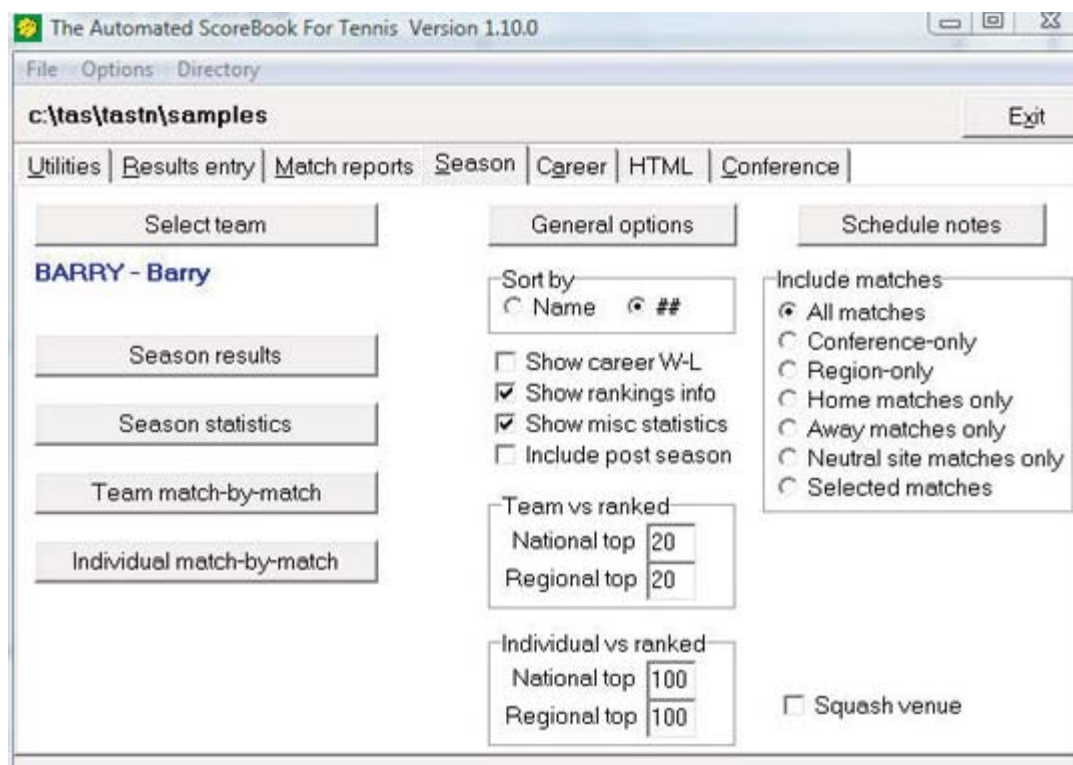 The Automated ScoreBook For Tennis Version 1.10.0
File Options Directory
c:\tas\tastn\samples
Exit
Utilities Results entry Match reports Season Career HTML Conference
Select team
BARRY - Barry
Season results
Season statistics
Team match-by-match
Individual match-by-match
General options
Sort by
Name ##
Show career W-L
Show rankings info
Show misc statistics
Include post season
Team vs ranked
National top 20
Regional top 20
Individual vs ranked
National top 100
Regional top 100
Schedule notes
Include matches
All matches
Conference-only
Region-only
Home matches only
Away matches only
Neutral site matches only
Selected matches
Squash venue